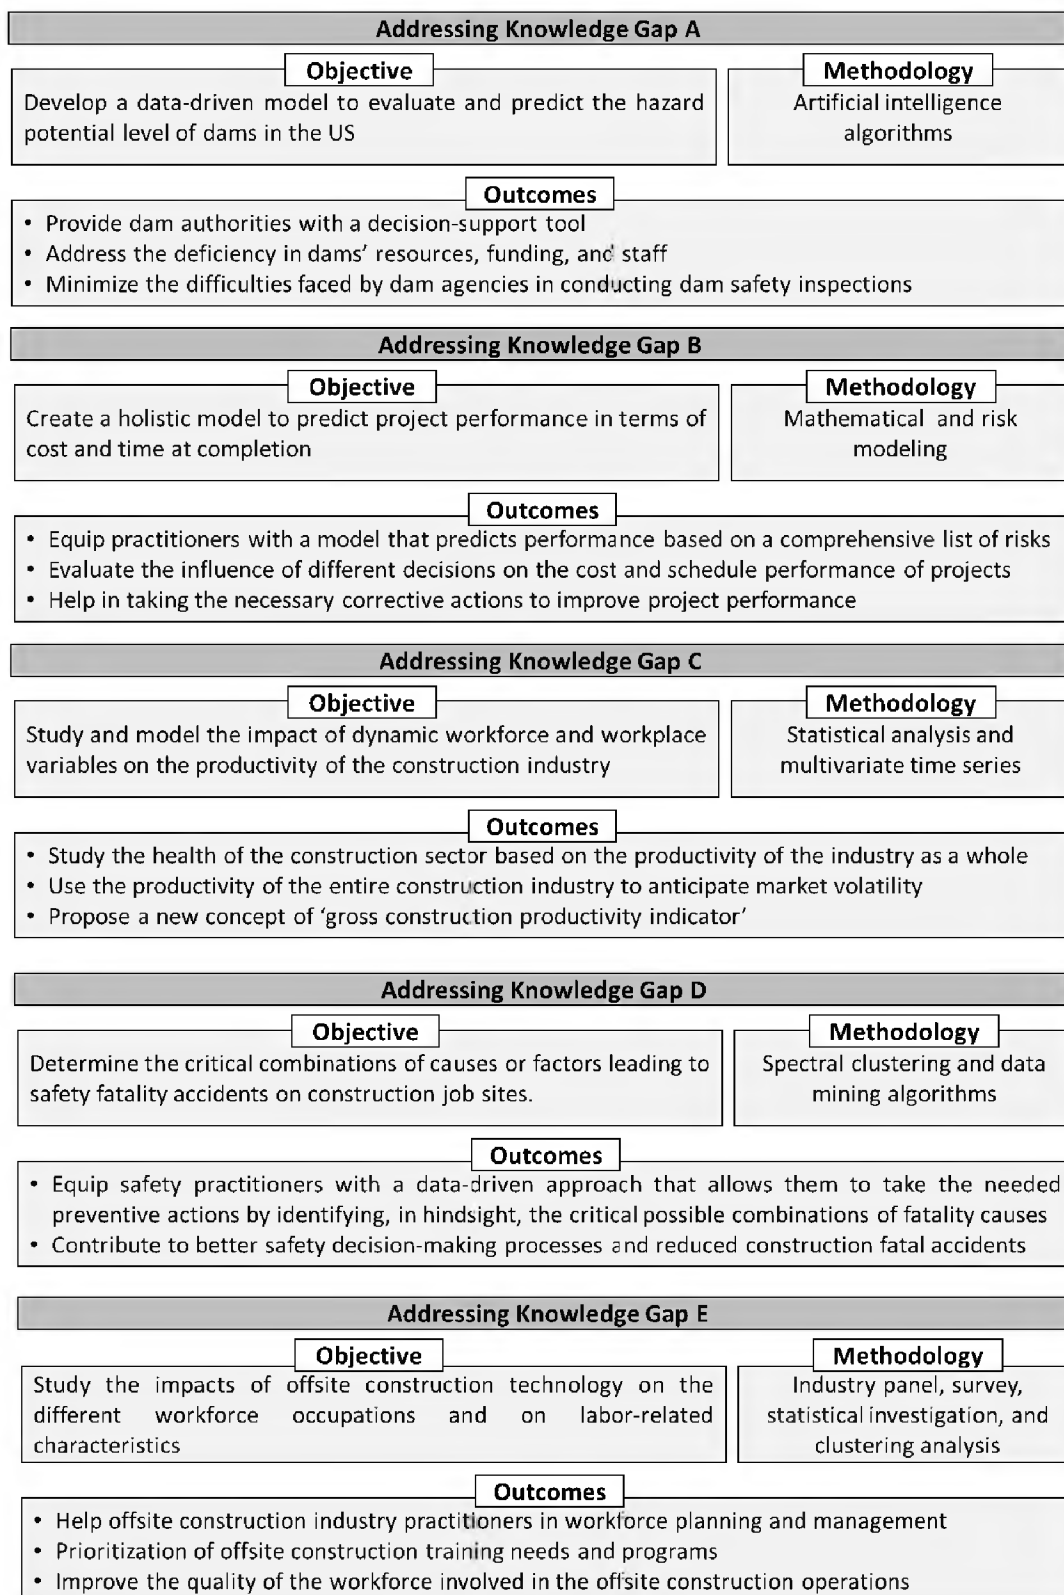 Addressing Knowledge Gap A
Objective
Develop a data-driven model to evaluate and predict the hazard
potential level of dams in the US
Methodology
Artificial intelligence
algorithms
Outcomes
• Provide dam authorities with a decision-support tool
• Address the deficiency in dams' resources, funding, and staff
• Minimize the difficulties faced by dam agencies in conducting dam safety inspections
Addressing Knowledge Gap B
Objective
Create a holistic model to predict project performance in terms of
cost and time at completion
Methodology
Mathematical and risk
modeling
Outcomes
• Equip practitioners with a model that predicts performance based on a comprehensive list of risks
• Evaluate the influence of different decisions on the cost and schedule performance of projects
• Help in taking the necessary corrective actions to improve project performance
Addressing Knowledge Gap C
Objective
Study and model the impact of dynamic workforce and workplace
variables on the productivity of the construction industry
Methodology
Statistical analysis and
multivariate time series
Outcomes
• Study the health of the construction sector based on the productivity of the industry as a whole
• Use the productivity of the entire construction industry to anticipate market volatility
• Propose a new concept of 'gross construction productivity indicator'
Addressing Knowledge Gap D
Objective
Determine the critical combinations of causes or factors leading to
safety fatality accidents on construction job sites.
Methodology
Spectral clustering and data
mining algorithms
Outcomes
• Equip safety practitioners with a data-driven approach that allows them to take the needed
preventive actions by identifying, in hindsight, the critical possible combinations of fatality causes
• Contribute to better safety decision-making processes and reduced construction fatal accidents
Addressing Knowledge Gap E
Objective
Study the impacts of offsite construction technology on the
different workforce occupations and on labor-related
characteristics
Methodology
Industry panel, survey,
statistical investigation, and
clustering analysis
Outcomes
• Help offsite construction industry practitioners in workforce planning and management
• Prioritization of offsite construction training needs and programs
• Improve the quality of the workforce involved in the offsite construction operations